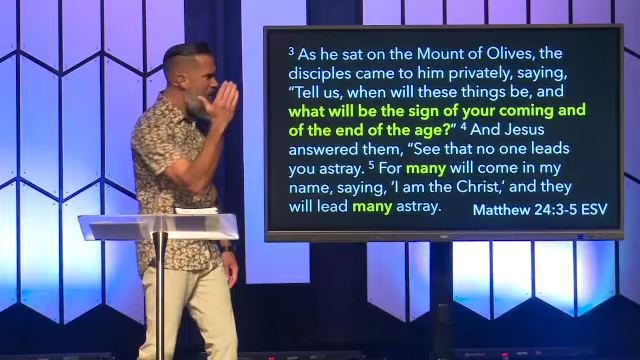 ³ As he sat on the Mount of Olives, the
disciples came to him privately, saying,
“Tell us, when will these things be, and
what will be the sign of your coming and
of the end of the age?” ⁴ And Jesus
answered them, “See that no one leads
you astray. ⁵ For many will come in my
name, saying, ‘I am the Christ,’ and they
will lead many astray.
Matthew 24:3-5 ESV
NEC